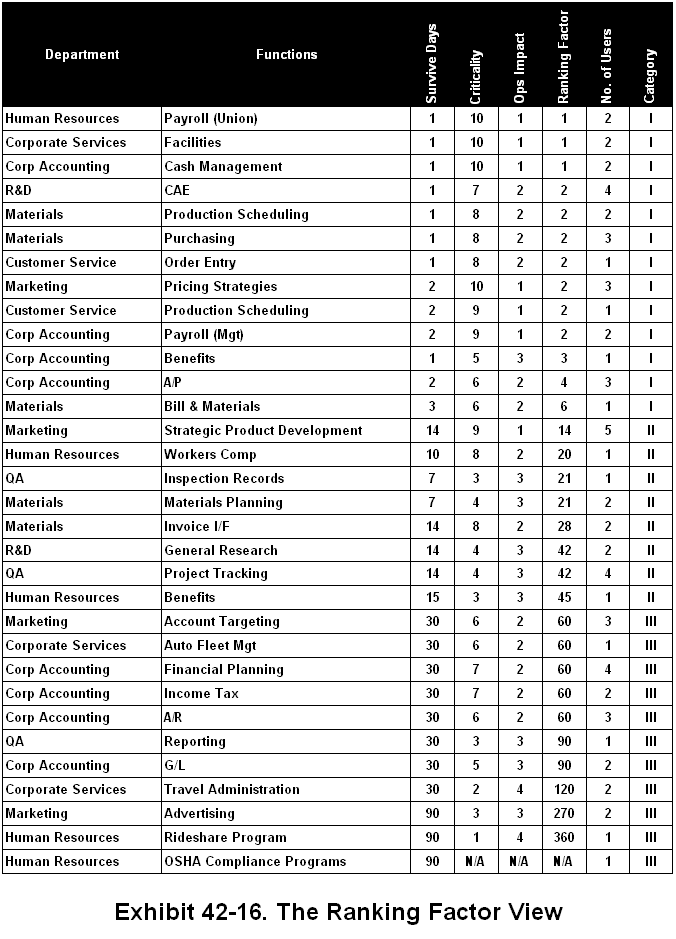 Department Functions Survive Days Criticality Ops Impact Ranking Factor No. of Users Category
Human Resources Payroll (Union) 1 10 1 1 2 I
Corporate Services Facilities 1 10 1 1 2 I
Corp Accounting Cash Management 1 10 1 1 2 I
R&D CAE 1 7 2 2 4 I
Materials Production Scheduling 1 8 2 2 2 I
Materials Purchasing 1 8 2 2 3 I
Customer Service Order Entry 1 8 2 2 1 I
Marketing Pricing Strategies 2 10 1 2 3 I
Customer Service Production Scheduling 2 9 1 2 1 I
Corp Accounting Payroll (Mgt) 2 9 1 2 2 I
Corp Accounting Benefits 1 5 3 3 1 I
Corp Accounting A/P 2 6 2 4 3 I
Materials Bill & Materials 3 6 2 6 1 I
Marketing Strategic Product Development 14 9 1 14 5 II
Human Resources Workers Comp 10 8 2 20 1 II
QA Inspection Records 7 3 3 21 1 II
Materials Materials Planning 7 4 3 21 2 II
Materials Invoice I/F 14 8 2 28 2 II
R&D General Research 14 4 3 42 2 II
QA Project Tracking 14 4 3 42 4 II
Human Resources Benefits 15 3 3 45 1 II
Marketing Account Targeting 30 6 2 60 3 III
Corporate Services Auto Fleet Mgt 30 6 2 60 1 III
Corp Accounting Financial Planning 30 7 2 60 4 III
Corp Accounting Income Tax 30 7 2 60 2 III
Corp Accounting A/R 30 6 2 60 3 III
QA Reporting 30 3 3 90 1 III
Corp Accounting G/L 30 5 3 90 2 III
Corporate Services Travel Administration 30 2 4 120 2 III
Marketing Advertising 90 3 3 270 2 III
Human Resources Rideshare Program 90 1 4 360 1 III
Human Resources OSHA Compliance Programs 90 N/A N/A N/A 1 III
Exhibit 42-16. The Ranking Factor View